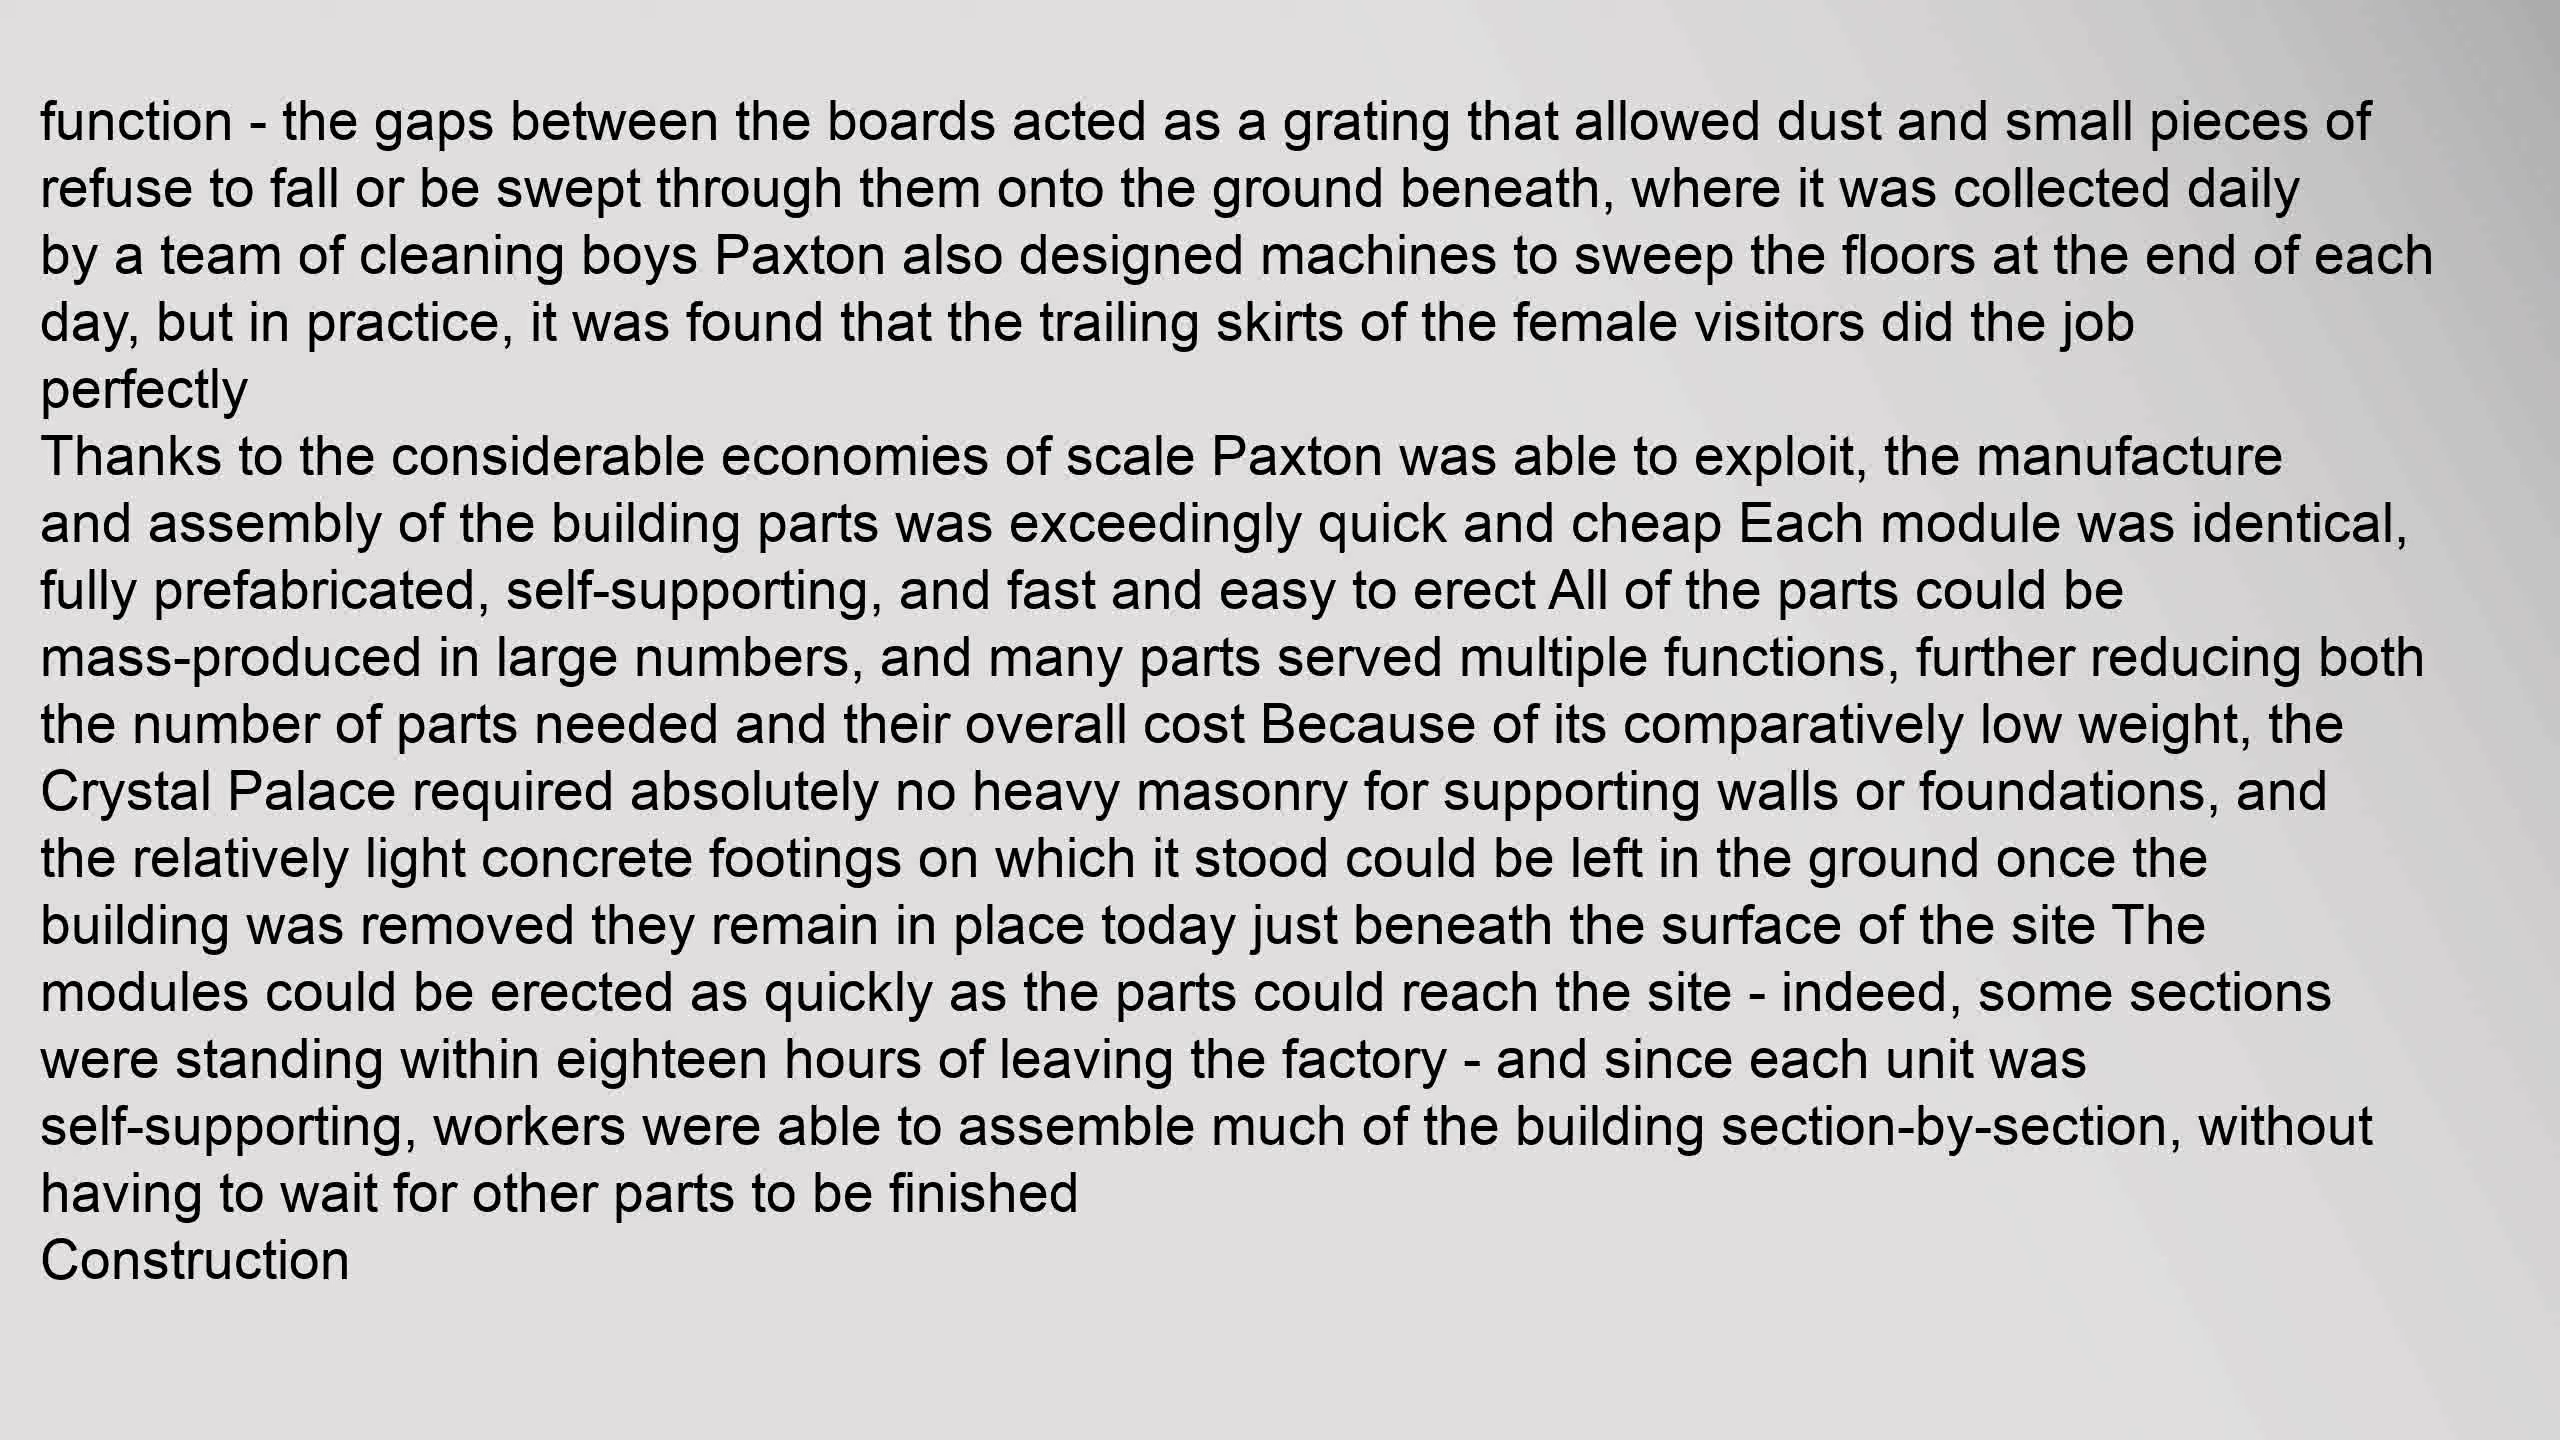 function - the gaps between the boards acted as a grating that allowed dust and small pieces of
refuse to fall or be swept through them onto the ground beneath, where it was collected daily
by a team of cleaning boys Paxton also designed machines to sweep the floors at the end of each
day, but in practice, it was found that the trailing skirts of the female visitors did the job
perfectly
Thanks to the considerable economies of scale Paxton was able to exploit, the manufacture
and assembly of the building parts was exceedingly quick and cheap Each module was identical,
fully prefabricated, self-supporting, and fast and easy to erect All of the parts could be
mass-produced in large numbers, and many parts served multiple functions, further reducing both
the number of parts needed and their overall cost Because of its comparatively low weight, the
Crystal Palace required absolutely no heavy masonry for supporting walls or foundations, and
the relatively light concrete footings on which it stood could be left in the ground once the
building was removed they remain in place today just beneath the surface of the site The
modules could be erected as quickly as the parts could reach the site - indeed, some sections
were standing within eighteen hours of leaving the factory - and since each unit was
self-supporting, workers were able to assemble much of the building section-by-section, without
having to wait for other parts to be finished
Construction